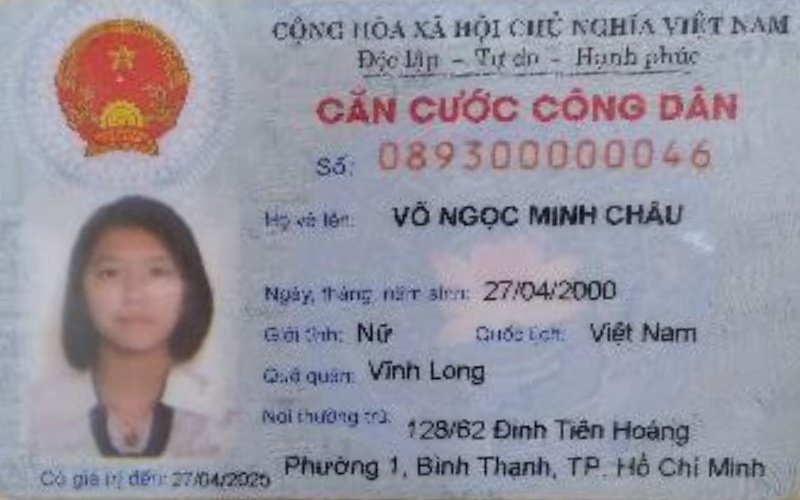 CỘNG HÒA XÃ HỘI CHỦ NGHĨA VIỆT NAM
Độc lập - Tự do - Hạnh phúc
CĂN CƯỚC CÔNG DÂN
Số: 089300000046
Họ và tên: VÕ NGỌC MINH CHÂU
Ngày, tháng, năm sinh: 27/04/2000
Giới tính: Nữ Quốc tịch: Việt Nam
Quê quán: Vĩnh Long
Nơi thường trú: 128/62 Đinh Tiên Hoàng
Phường 1, Bình Thạnh, TP. Hồ Chí Minh
Có giá trị đến: 27/04/2025